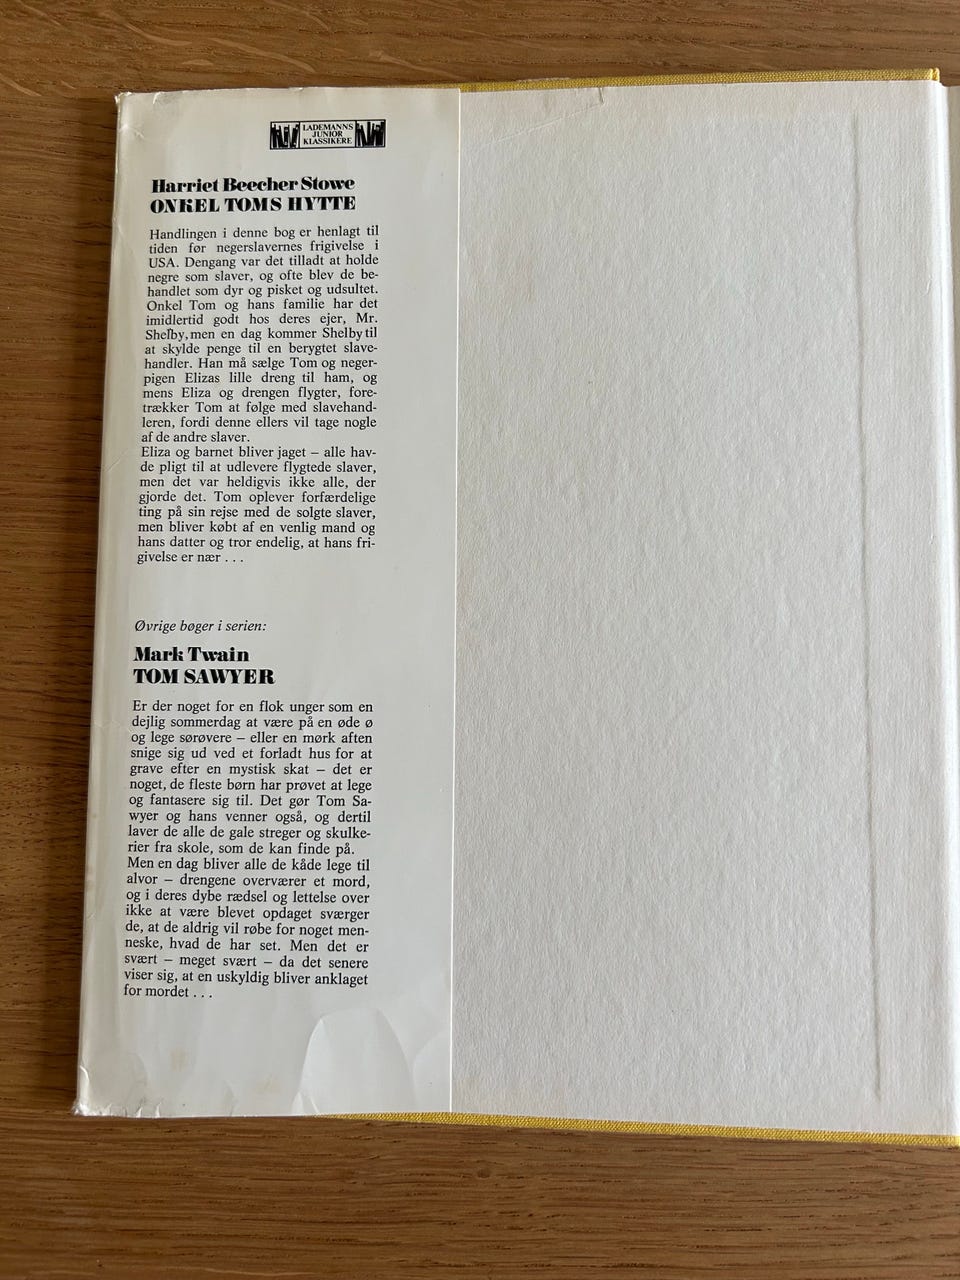 LADEMANNS
JUNIOR
KLASSIKERE
Harriet Beecher Stowe
ONKEL TOMS HYTTE
Handlingen i denne bog er henlagt til
tiden før negerslavernes frigivelse i
USA. Dengang var det tilladt at holde
negre som slaver, og ofte blev de be-
handlet som dyr og pisket og udsultet.
Onkel Tom og hans familie har det
imidlertid godt hos deres ejer, Mr.
Shelby, men en dag kommer Shelby til
at skylde penge til en berygtet slave-
handler. Han må sælge Tom og neger-
pigen Elizas lille dreng til ham, og
mens Eliza og drengen flygter, fore-
trækker Tom at følge med slavehand-
leren, fordi denne ellers vil tage nogle
af de andre slaver.
Eliza og barnet bliver jaget – alle hav-
de pligt til at udlevere flygtede slaver,
men det var heldigvis ikke alle, der
gjorde det. Tom oplever forfærdelige
ting på sin rejse med de solgte slaver,
men bliver købt af en venlig mand og
hans datter og tror endelig, at hans fri-
givelse er nær . . .
Øvrige bøger i serien:
Mark Twain
TOM SAWYER
Er der noget for en flok unger som en
dejlig sommerdag at være på en øde ø
og lege sørøvere – eller en mørk aften
snige sig ud ved et forladt hus for at
grave efter en mystisk skat – det er
noget, de fleste børn har prøvet at lege
og fantasere sig til. Det gør Tom Sa-
wyer og hans venner også, og dertil
laver de alle de gale streger og skulke-
rier fra skole, som de kan finde på.
Men en dag bliver alle de kåde lege til
alvor – drengene overværer et mord,
og i deres dybe rædsel og lettelse over
ikke at være blevet opdaget sværger
de, at de aldrig vil røbe for noget men-
neske, hvad de har set. Men det er
svært – meget svært – da det senere
viser sig, at en uskyldig bliver anklaget
for mordet . . .